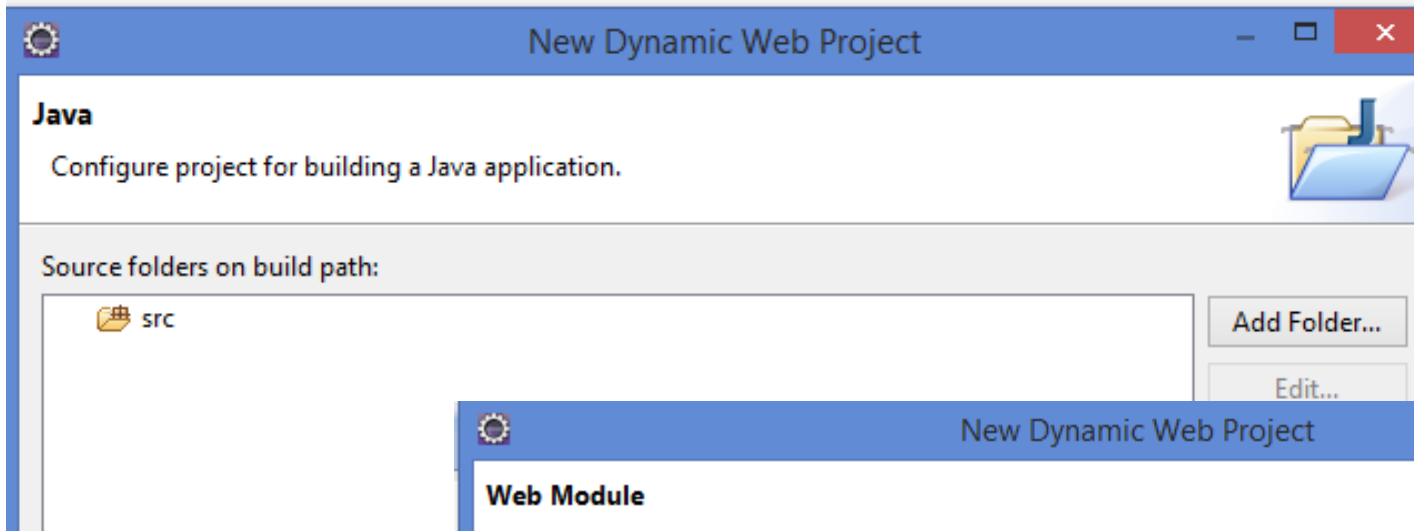 New Dynamic Web Project
Java
Configure project for building a Java application.
Source folders on build path:
src
Add Folder...
Edit...
New Dynamic Web Project
Web Module